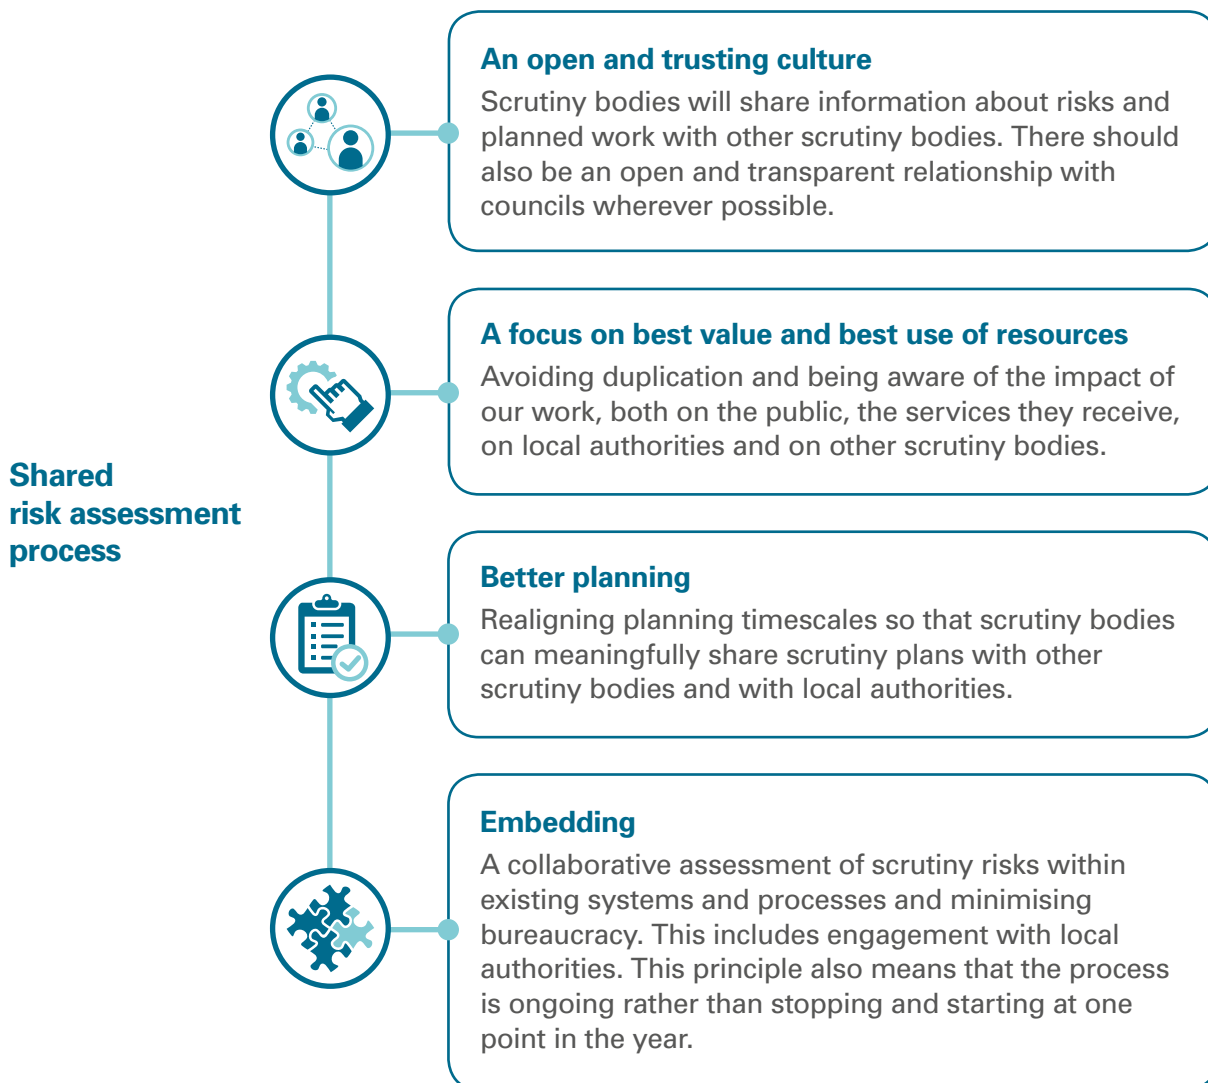 Shared
risk assessment
process
An open and trusting culture
Scrutiny bodies will share information about risks and
planned work with other scrutiny bodies. There should
also be an open and transparent relationship with
councils wherever possible.
A focus on best value and best use of resources
Avoiding duplication and being aware of the impact of
our work, both on the public, the services they receive,
on local authorities and on other scrutiny bodies.
Better planning
Realigning planning timescales so that scrutiny bodies
can meaningfully share scrutiny plans with other
scrutiny bodies and with local authorities.
Embedding
A collaborative assessment of scrutiny risks within
existing systems and processes and minimising
bureaucracy. This includes engagement with local
authorities. This principle also means that the process
is ongoing rather than stopping and starting at one
point in the year.